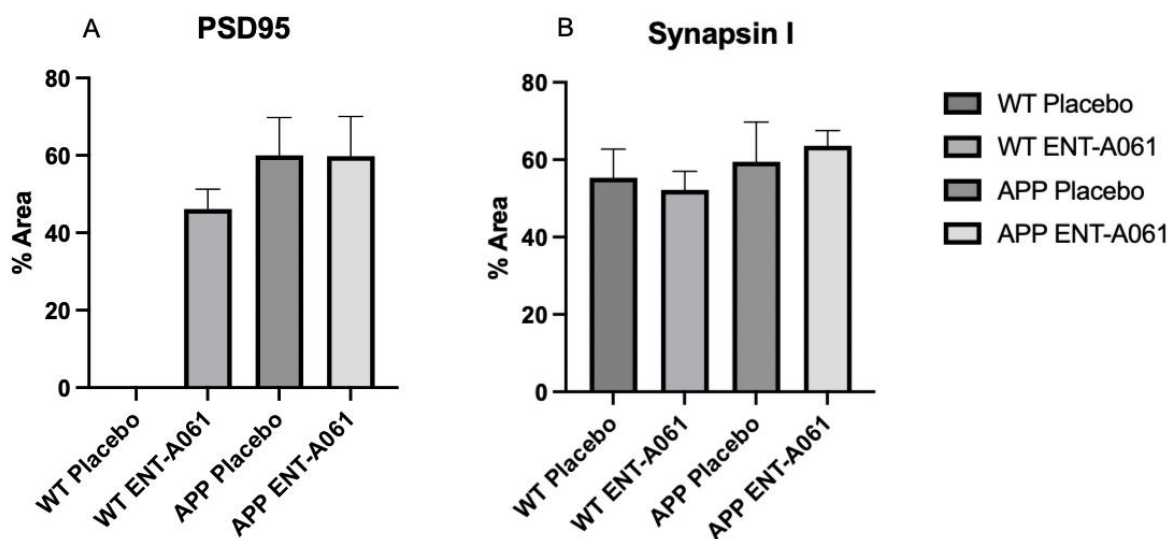 A
PSD95
% Area
80
60
40
20
0
WT Placebo
WT ENT-A061
APP Placebo
APP ENT-A061
B
Synapsin I
% Area
80
60
40
20
0
WT Placebo
WT ENT-A061
APP Placebo
APP ENT-A061
WT Placebo
WT ENT-A061
APP Placebo
APP ENT-A061